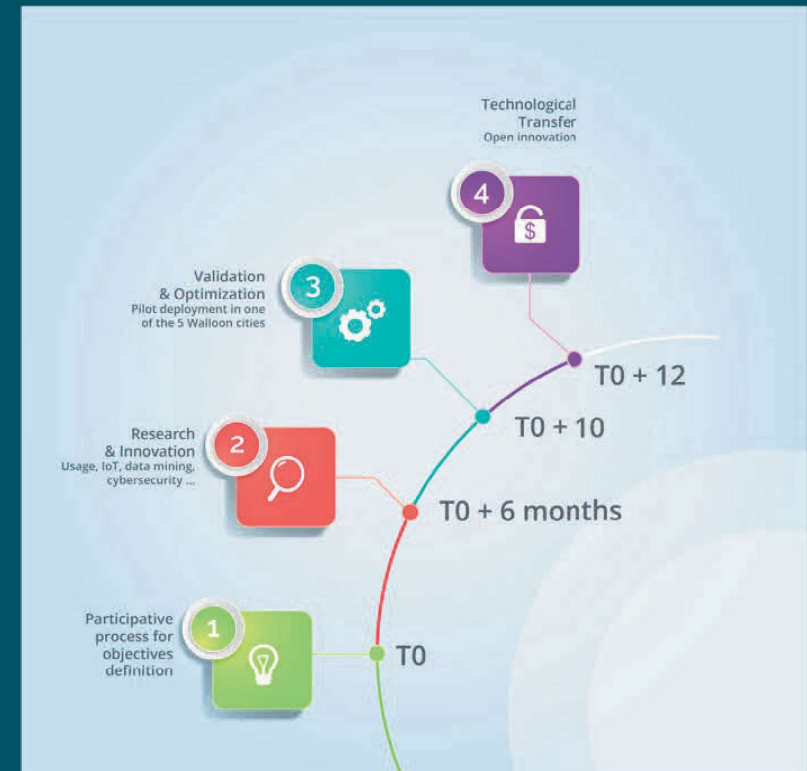 Technological
Transfer
Open innovation
4
$
Validation
& Optimization
Pilot deployment in one
of the 5 Walloon cities
3
T0 + 12
T0 + 10
Research
& Innovation
Usage, IoT, data mining,
cybersecurity ...
2
T0 + 6 months
Participative
process for
objectives
definition
1
T0